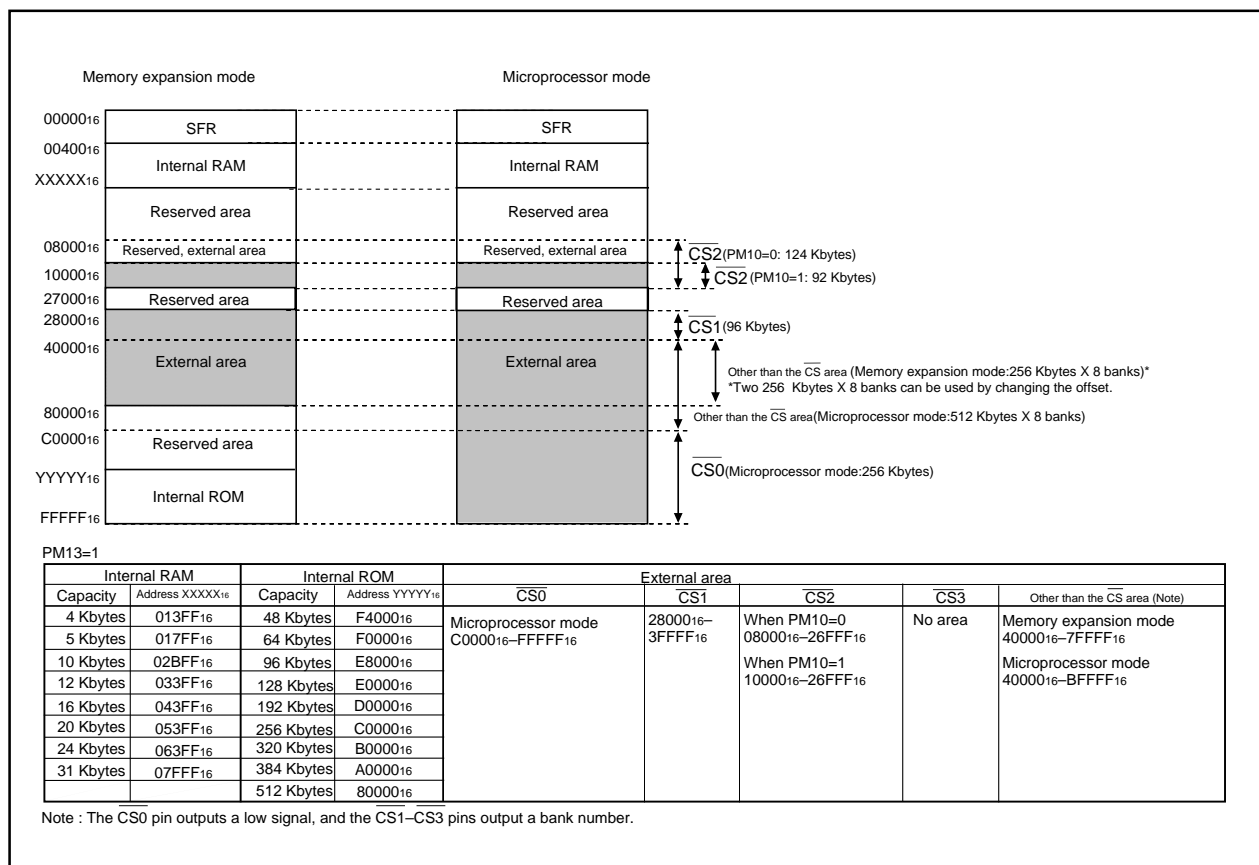 Memory expansion mode Microprocessor mode
0000016 SFR SFR
0040016
Internal RAM Internal RAM
XXXXX16
Reserved area Reserved area
0800016
Reserved, external area Reserved, external area CS2(PM10=0: 124 Kbytes)
1000016 CS2 (PM10=1: 92 Kbytes)
2700016 Reserved area Reserved area
2800016 CS1(96 Kbytes)
4000016
External area External area
Other than the CS area (Memory expansion mode:256 Kbytes X 8 banks)*
*Two 256 Kbytes X 8 banks can be used by changing the offset.
8000016
Other than the CS area(Microprocessor mode:512 Kbytes X 8 banks)
C000016 Reserved area
CS0(Microprocessor mode:256 Kbytes)
YYYYY16
Internal ROM
FFFFF16
PM13=1
Internal RAM Internal ROM External area
Capacity Address XXXXX16 Capacity Address YYYYY16 CS0 CS1 CS2 CS3 Other than the CS area (Note)
4 Kbytes 013FF16 48 Kbytes F400016 Microprocessor mode 2800016– When PM10=0 No area Memory expansion mode
5 Kbytes 017FF16 64 Kbytes F000016 C000016–FFFFF16 3FFFF16 0800016–26FFF16 4000016–7FFFF16
10 Kbytes 02BFF16 96 Kbytes E800016 When PM10=1 Microprocessor mode
12 Kbytes 033FF16 128 Kbytes E000016 1000016–26FFF16 4000016–BFFFF16
16 Kbytes 043FF16 192 Kbytes D000016
20 Kbytes 053FF16 256 Kbytes C000016
24 Kbytes 063FF16 320 Kbytes B000016
31 Kbytes 07FFF16 384 Kbytes A000016
512 Kbytes 8000016
Note : The CS0 pin outputs a low signal, and the CS1–CS3 pins output a bank number.